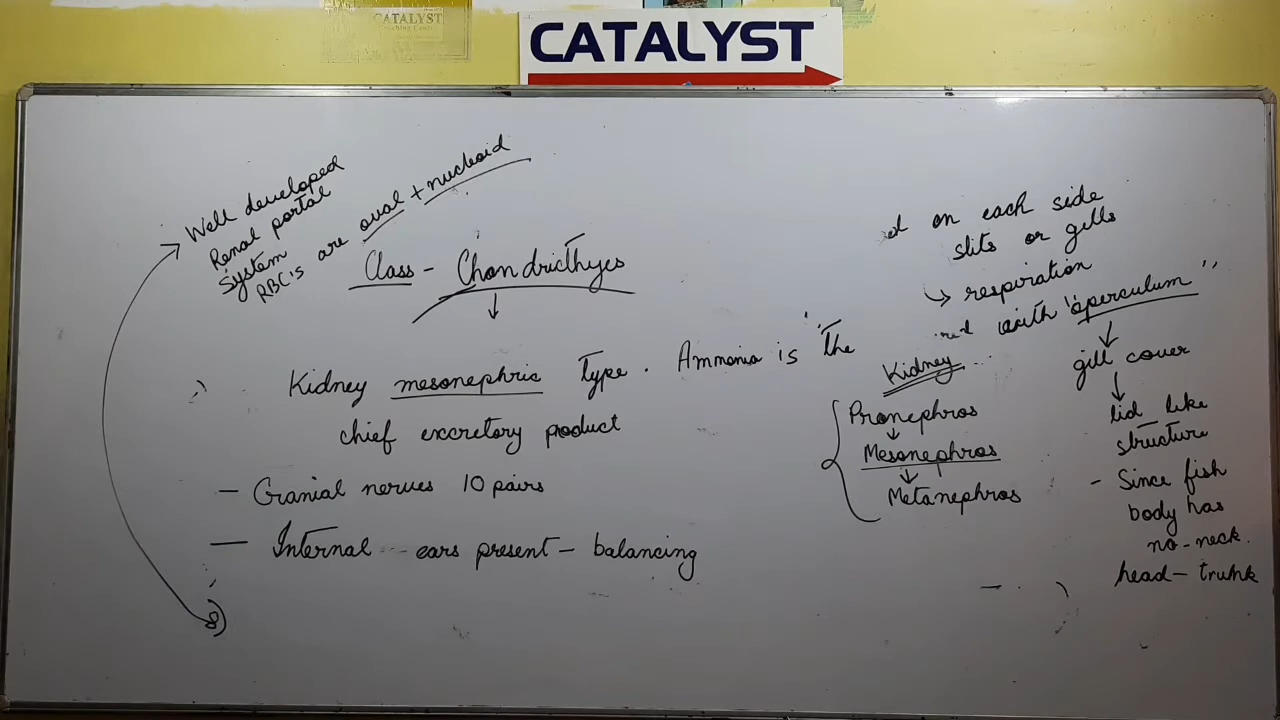 CATALYST
CATALYST
Well developed
Renal portal
System
RBC's are oval + nucleoid
Class - Chondricthyes
Kidney mesonephric Type. Ammonia is The
chief excretory product
- Cranial nerves 10 pairs
- Internal ears present - balancing
8)
on each side
slits or gills
respiration
with "operculum"
gill cover
lid like
structure
- Since fish
body has
no-neck.
head - trunk
Kidney
Pronephros
Mesonephros
Metanephros